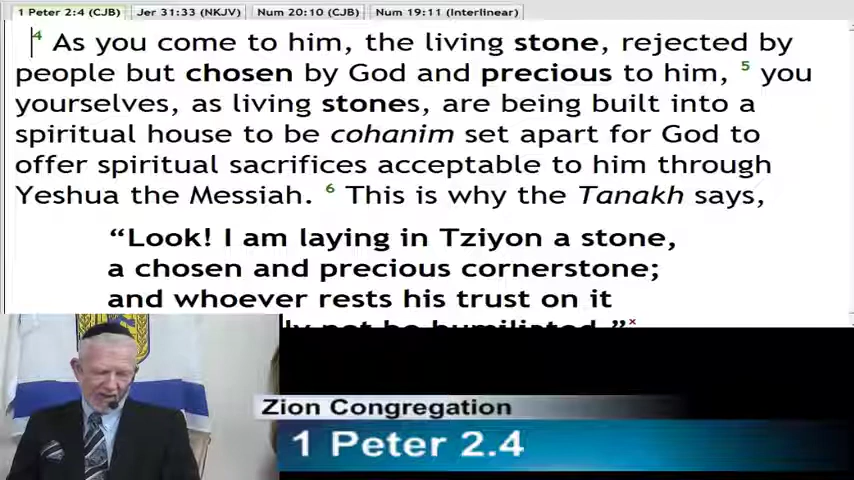 1 Peter 2:4 (CJB) Jer 31:33 (NKJV) Num 20:10 (CJB) Num 19:11 (Interlinear)
4 As you come to him, the living stone, rejected by
people but chosen by God and precious to him, 5 you
yourselves, as living stones, are being built into a
spiritual house to be cohanim set apart for God to
offer spiritual sacrifices acceptable to him through
Yeshua the Messiah. 6 This is why the Tanakh says,
“Look! I am laying in Tziyon a stone,
a chosen and precious cornerstone;
and whoever rests his trust on it
not be humiliated.”x
Zion Congregation
1 Peter 2.4